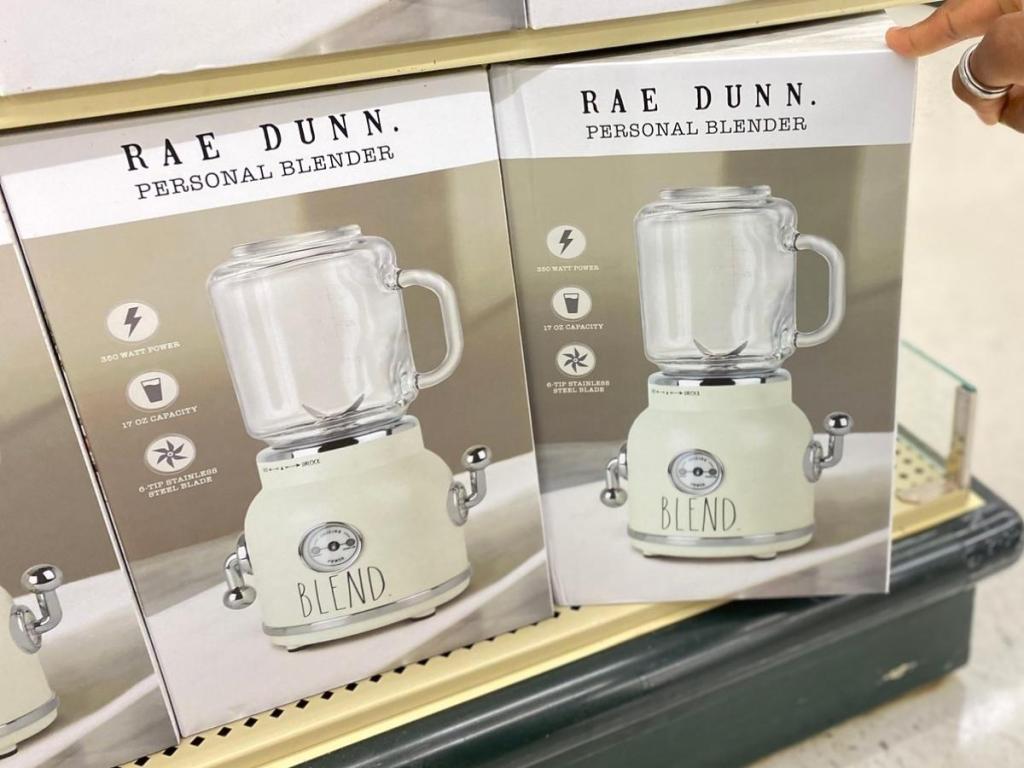 RAE DUNN.
PERSONAL BLENDER
350 WATT POWER
17 OZ CAPACITY
6-TIP STAINLESS
STEEL BLADE
BLEND.
RAE DUNN.
PERSONAL BLENDER
350 WATT POWER
17 OZ CAPACITY
6-TIP STAINLESS
STEEL BLADE
BLEND.